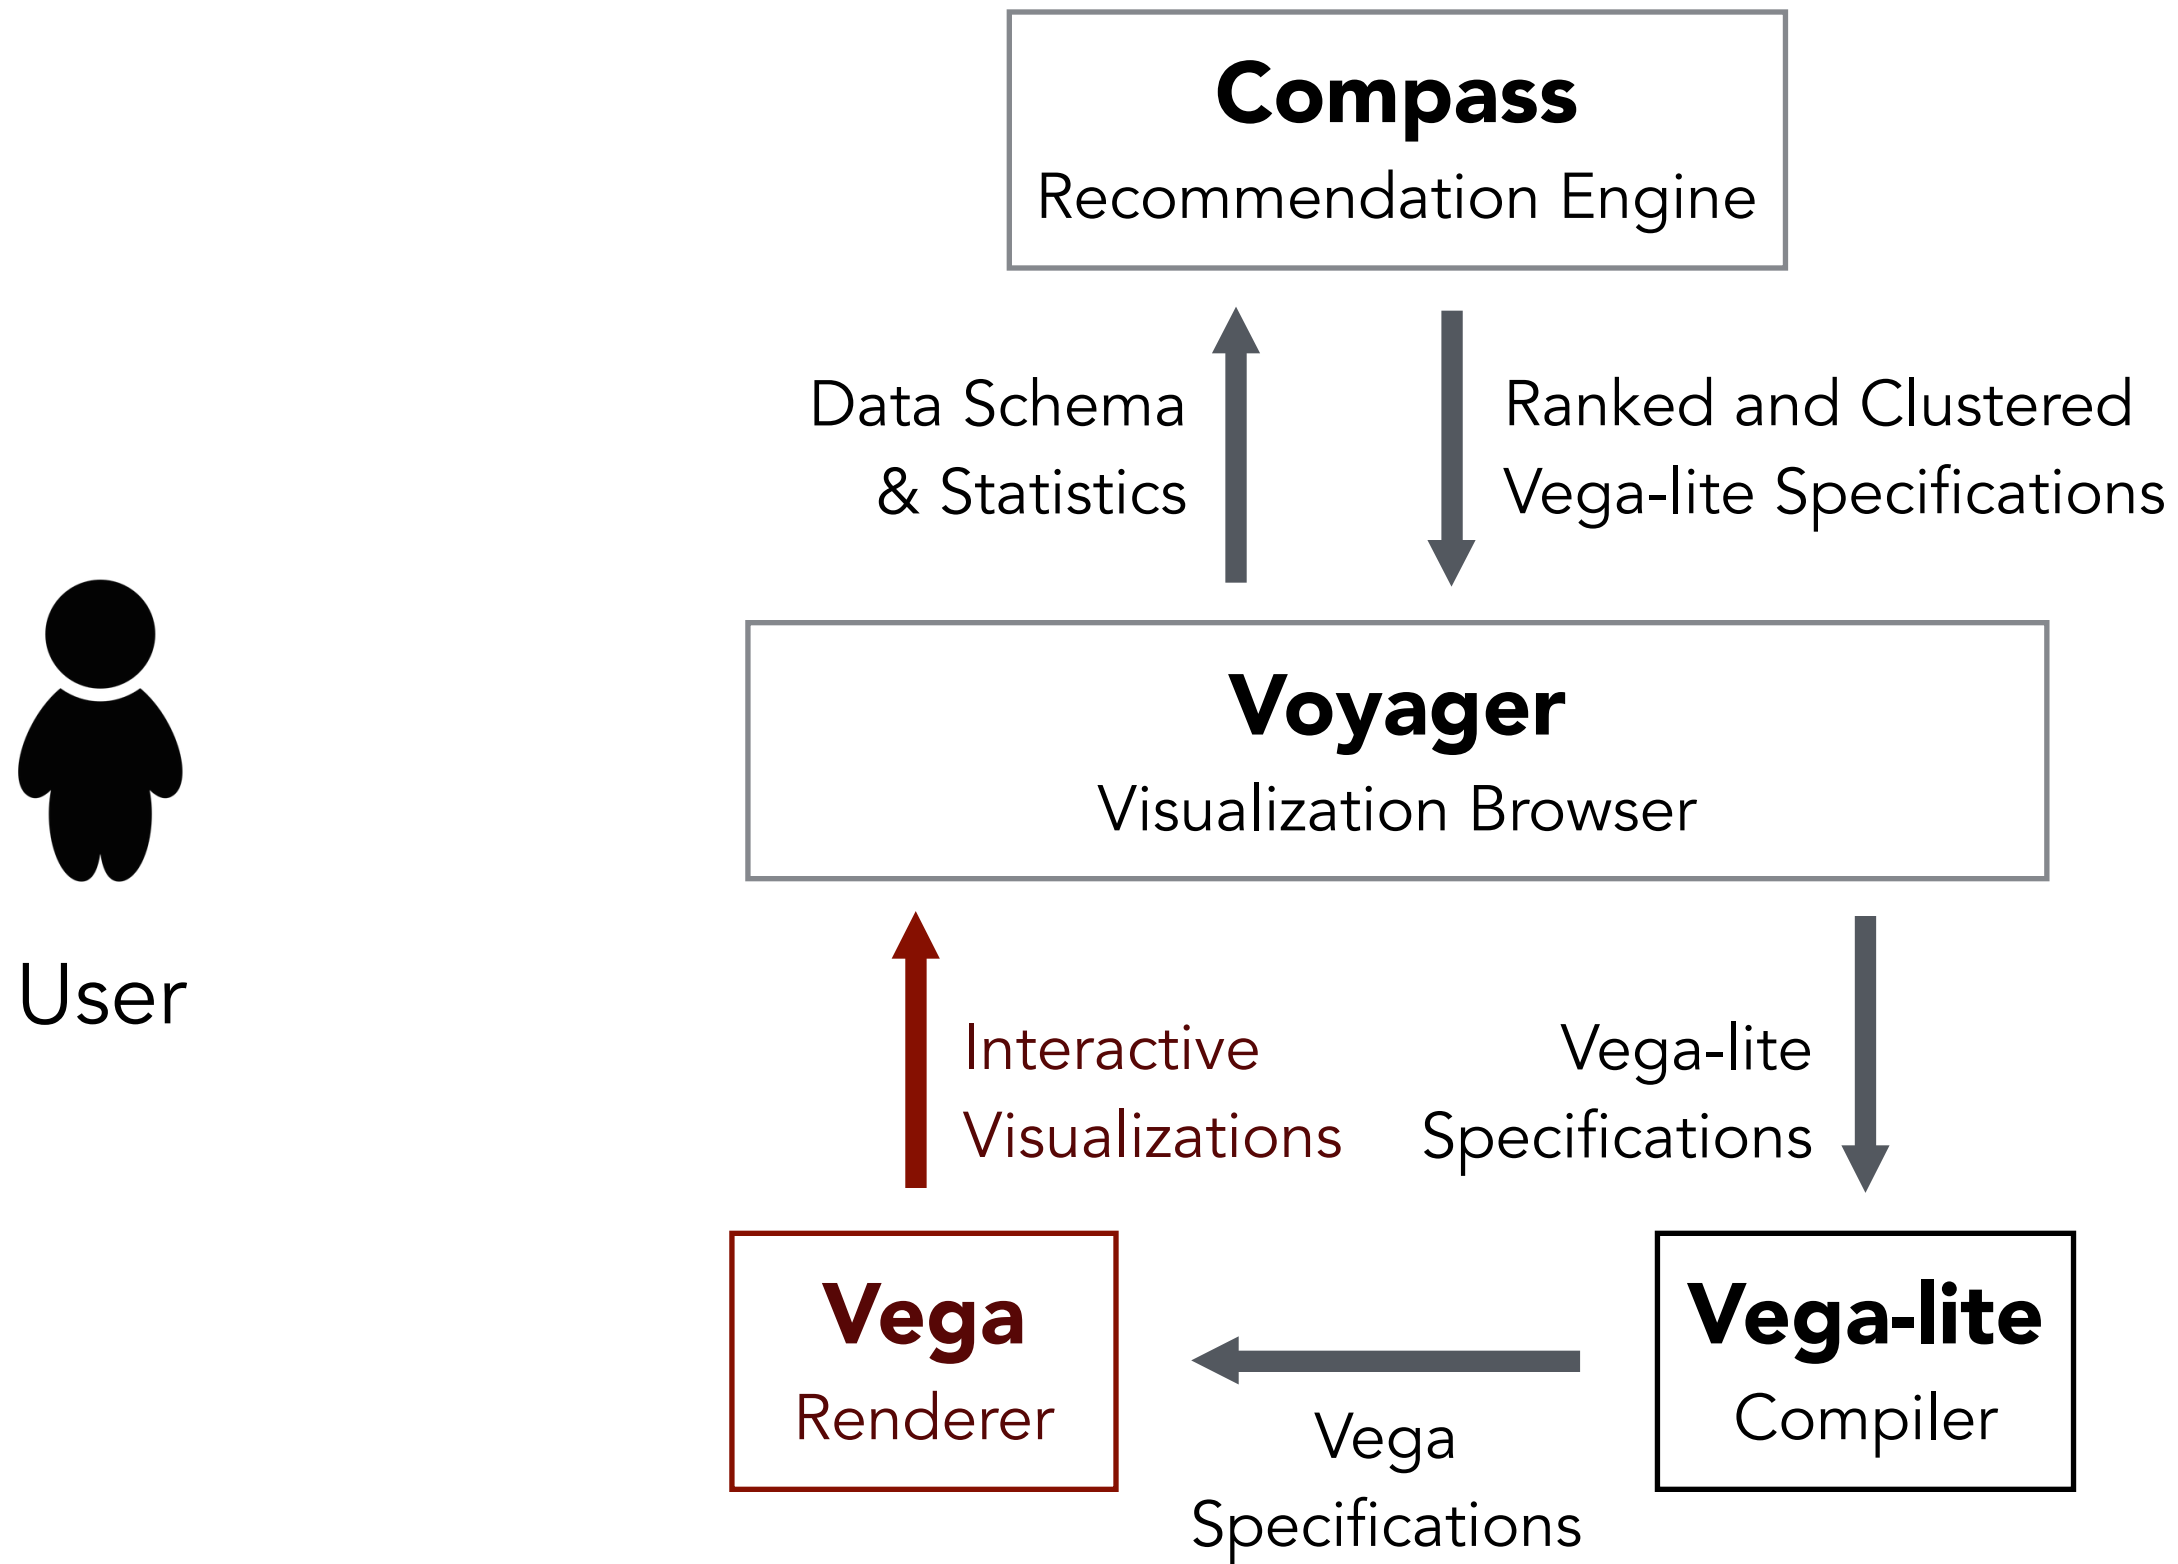 Compass
Recommendation Engine
Data Schema
& Statistics
Ranked and Clustered
Vega-lite Specifications
Voyager
Visualization Browser
User
Interactive
Visualizations
Vega-lite
Specifications
Vega
Renderer
Vega
Specifications
Vega-lite
Compiler